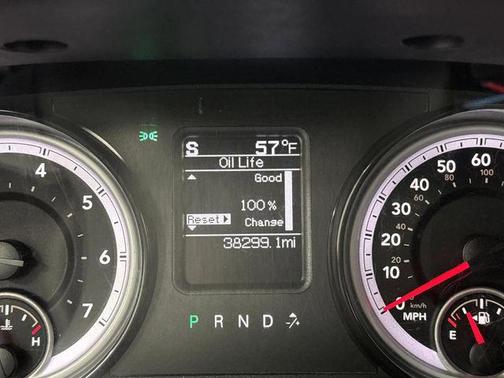 S 57°F
Oil Life
Good
100%
Reset Change
38299.1mi
P R N D
4
5
6
7
H
60
100
50
80
40
30
20
10
0 km/h
MPH
E